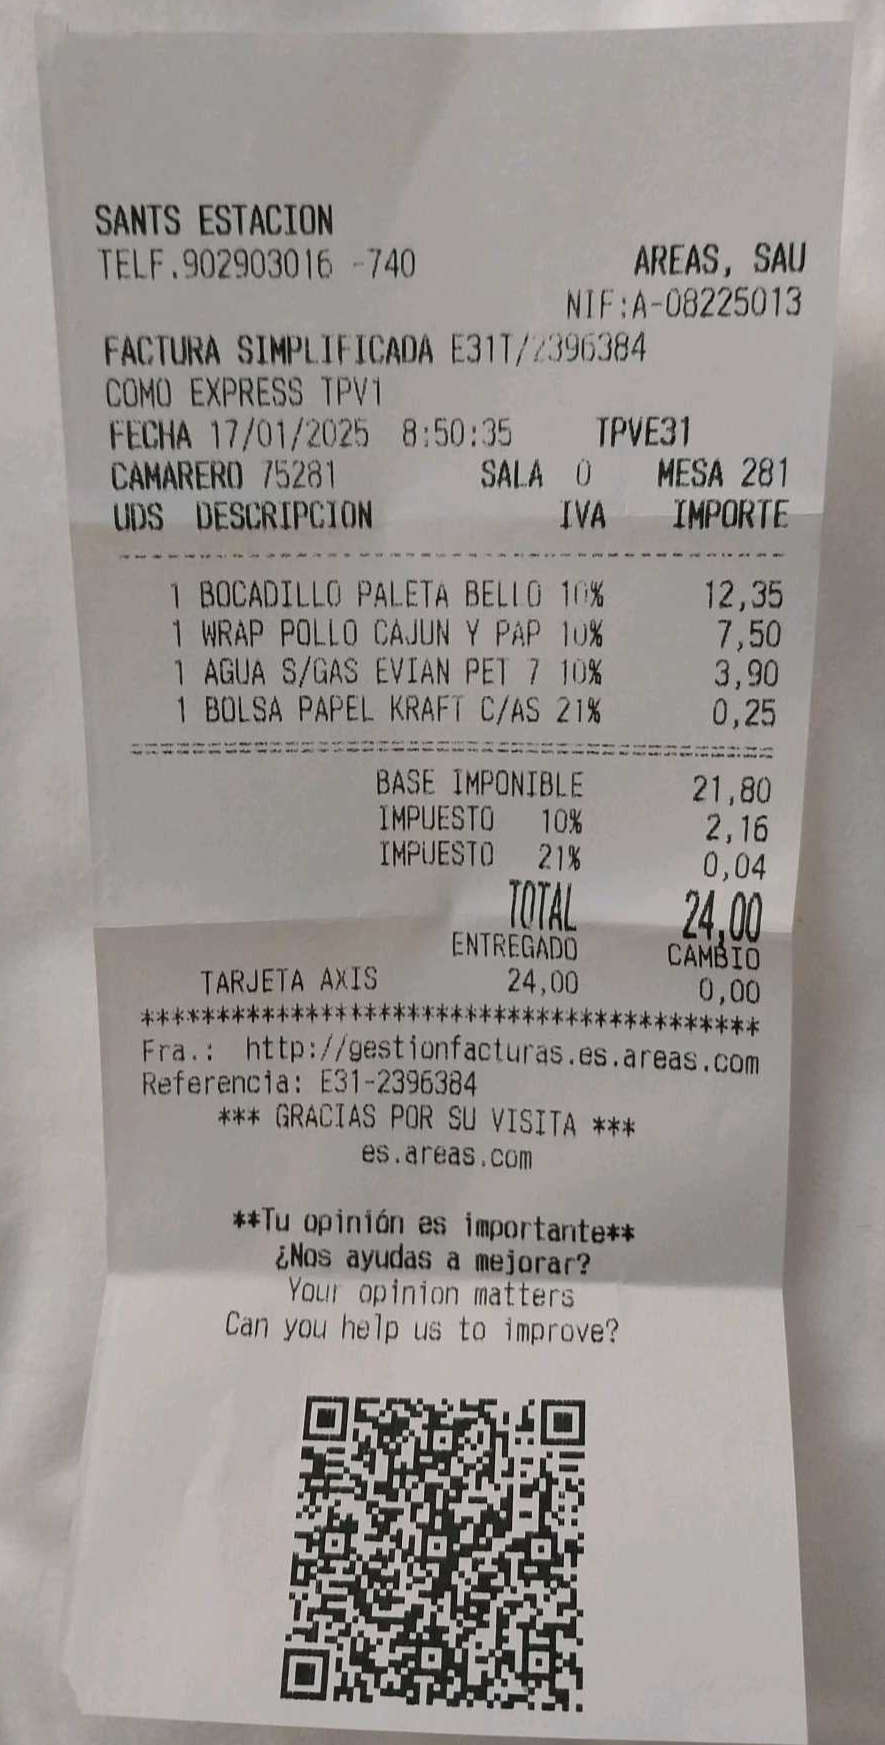 SANTS ESTACION
TELF.902903016 -740
AREAS, SAU
NIF:A-08225013
FACTURA SIMPLIFICADA E31T/2396384
COMO EXPRESS TPV1
FECHA 17/01/2025 8:50:35 TPVE31
CAMARERO 75281 SALA 0 MESA 281
UDS DESCRIPCION IVA IMPORTE
1 BOCADILLO PALETA BELLO 10% 12,35
1 WRAP POLLO CAJUN Y PAP 10% 7,50
1 AGUA S/GAS EVIAN PET 7 10% 3,90
1 BOLSA PAPEL KRAFT C/AS 21% 0,25
BASE IMPONIBLE 21,80
IMPUESTO 10% 2,16
IMPUESTO 21% 0,04
TOTAL 24,00
ENTREGADO CAMBIO
TARJETA AXIS 24,00 0,00
******************************************
Fra.: http://gestionfacturas.es.areas.com
Referencia: E31-2396384
*** GRACIAS POR SU VISITA ***
es.areas.com
**Tu opinión es importante**
¿Nos ayudas a mejorar?
Your opinion matters
Can you help us to improve?